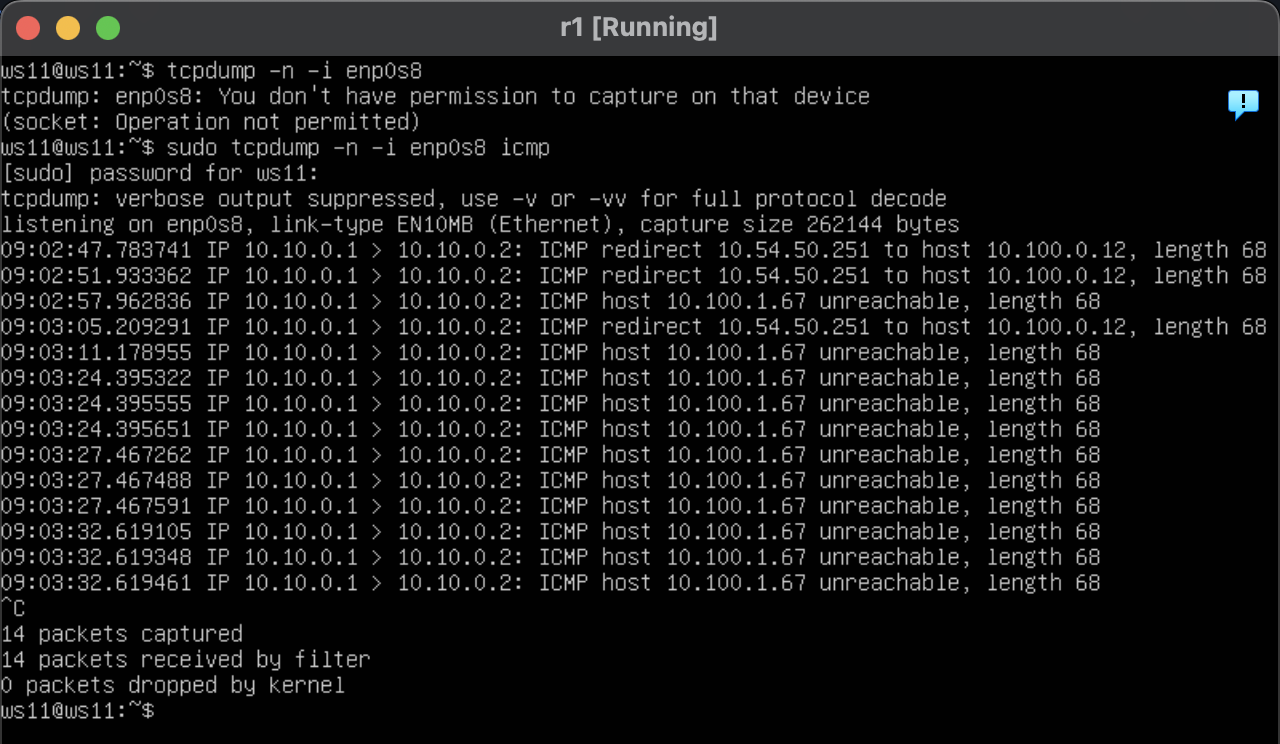 r1 [Running]
ws11@ws11:~$ tcpdump -n -i enp0s8
tcpdump: enp0s8: You don't have permission to capture on that device
(socket: Operation not permitted)
ws11@ws11:~$ sudo tcpdump -n -i enp0s8 icmp
[sudo] password for ws11:
tcpdump: verbose output suppressed, use -v or -vv for full protocol decode
listening on enp0s8, link-type EN10MB (Ethernet), capture size 262144 bytes
09:02:47.783741 IP 10.10.0.1 > 10.10.0.2: ICMP redirect 10.54.50.251 to host 10.100.0.12, length 68
09:02:51.933362 IP 10.10.0.1 > 10.10.0.2: ICMP redirect 10.54.50.251 to host 10.100.0.12, length 68
09:02:57.962836 IP 10.10.0.1 > 10.10.0.2: ICMP host 10.100.1.67 unreachable, length 68
09:03:05.209291 IP 10.10.0.1 > 10.10.0.2: ICMP redirect 10.54.50.251 to host 10.100.0.12, length 68
09:03:11.178955 IP 10.10.0.1 > 10.10.0.2: ICMP host 10.100.1.67 unreachable, length 68
09:03:24.395322 IP 10.10.0.1 > 10.10.0.2: ICMP host 10.100.1.67 unreachable, length 68
09:03:24.395555 IP 10.10.0.1 > 10.10.0.2: ICMP host 10.100.1.67 unreachable, length 68
09:03:24.395651 IP 10.10.0.1 > 10.10.0.2: ICMP host 10.100.1.67 unreachable, length 68
09:03:27.467262 IP 10.10.0.1 > 10.10.0.2: ICMP host 10.100.1.67 unreachable, length 68
09:03:27.467488 IP 10.10.0.1 > 10.10.0.2: ICMP host 10.100.1.67 unreachable, length 68
09:03:27.467591 IP 10.10.0.1 > 10.10.0.2: ICMP host 10.100.1.67 unreachable, length 68
09:03:32.619105 IP 10.10.0.1 > 10.10.0.2: ICMP host 10.100.1.67 unreachable, length 68
09:03:32.619348 IP 10.10.0.1 > 10.10.0.2: ICMP host 10.100.1.67 unreachable, length 68
09:03:32.619461 IP 10.10.0.1 > 10.10.0.2: ICMP host 10.100.1.67 unreachable, length 68
^C
14 packets captured
14 packets received by filter
0 packets dropped by kernel
ws11@ws11:~$